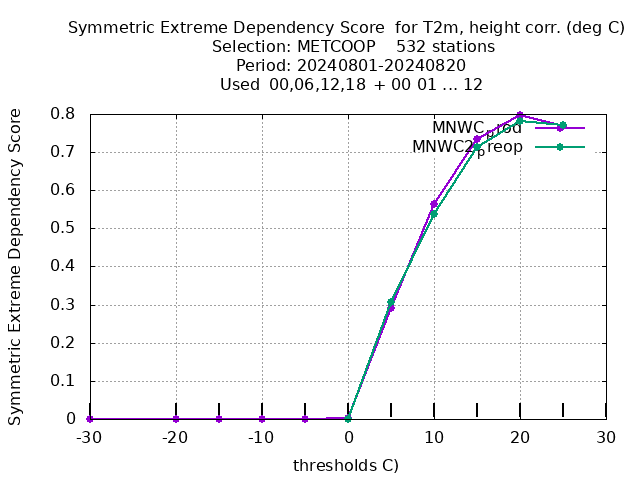 Symmetric Extreme Dependency Score  for T2m, height corr. (deg C)
Selection: METCOOP    532 stations
Period: 20240801-20240820
Used  00,06,12,18  + 00 01 ... 12
Symmetric Extreme Dependency Score
0.8
0.7
0.6
0.5
0.4
0.3
0.2
0.1
0
MNWCprod
MNWC2preop
-30
-20
-10
0
10
20
30
thresholds C)